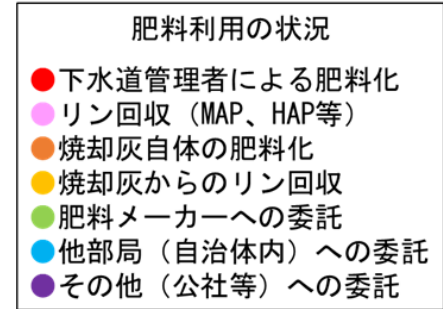 肥料利用の状況
●下水道管理者による肥料化
●リン回収（MAP、HAP等）
●焼却灰自体の肥料化
●焼却灰からのリン回収
●肥料メーカーへの委託
●他部局（自治体内）への委託
●その他（公社等）への委託